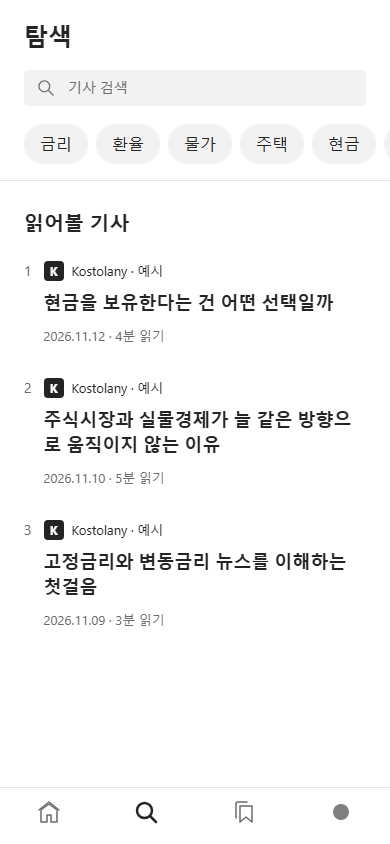 탐색
기사 검색
금리 환율 물가 주택 현금
읽어볼 기사
1 K Kostolany · 예시
현금을 보유한다는 건 어떤 선택일까
2026.11.12 · 4분 읽기
2 K Kostolany · 예시
주식시장과 실물경제가 늘 같은 방향으
로 움직이지 않는 이유
2026.11.10 · 5분 읽기
3 K Kostolany · 예시
고정금리와 변동금리 뉴스를 이해하는
첫걸음
2026.11.09 · 3분 읽기